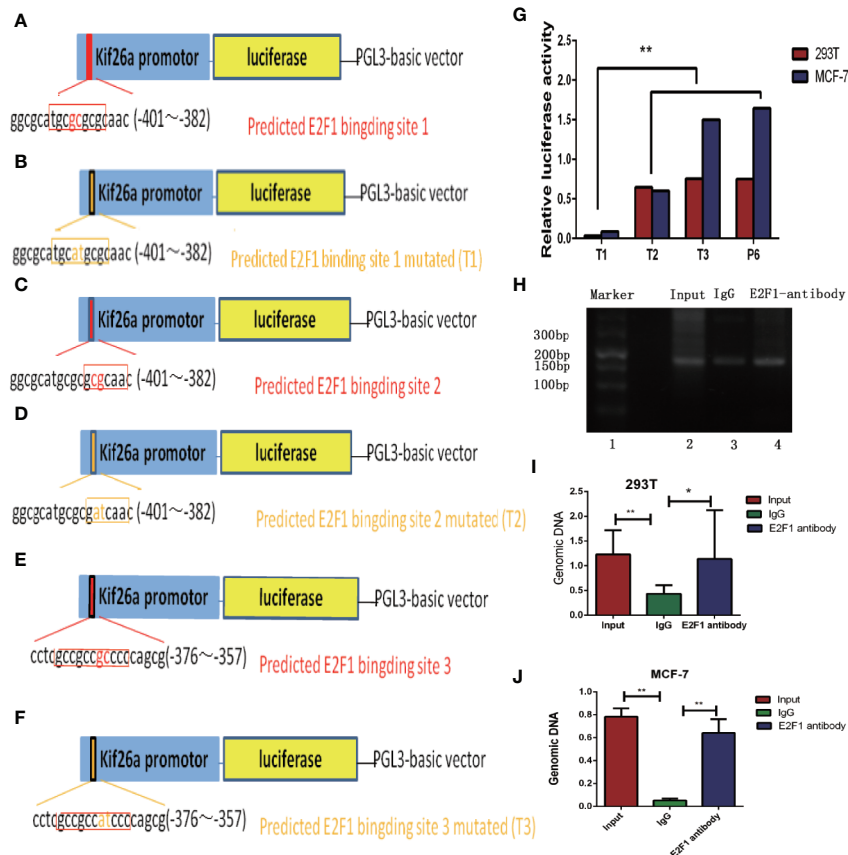 A
Kif26a promotor luciferase PGL3-basic vector
ggcgcatgcgcgcgcaac (-401～-382) Predicted E2F1 bingding site 1
B
Kif26a promotor luciferase PGL3-basic vector
ggcgcatgcatgcgcaac (-401～-382) Predicted E2F1 binding site 1 mutated (T1)
C
Kif26a promotor luciferase PGL3-basic vector
ggcgcatgcgcgcgcaac (-401～-382) Predicted E2F1 bingding site 2
D
Kif26a promotor luciferase PGL3-basic vector
ggcgcatgcgcgatcaac (-401～-382) Predicted E2F1 bingding site 2 mutated (T2)
E
Kif26a promotor luciferase PGL3-basic vector
cctcgccgccgccccagcg(-376～-357) Predicted E2F1 bingding site 3
F
Kif26a promotor luciferase PGL3-basic vector
cctcgccgccatcccagcg(-376～-357) Predicted E2F1 bingding site 3 mutated (T3)
G
Relative luciferase activity
2.5
2.0
1.5
1.0
0.5
0.0
**
293T
MCF-7
T1 T2 T3 P6
H
Marker Input IgG E2F1-antibody
300bp
200bp
150bp
100bp
1 2 3 4
I
293T
Genomic DNA
2.5
2.0
1.5
1.0
0.5
0.0
** *
Input
IgG
E2F1 antibody
Input IgG E2F1 antibody
J
MCF-7
Genomic DNA
1.0
0.8
0.6
0.4
0.2
0.0
** **
Input
IgG
E2F1 antibody
Input IgG E2F1 antibody